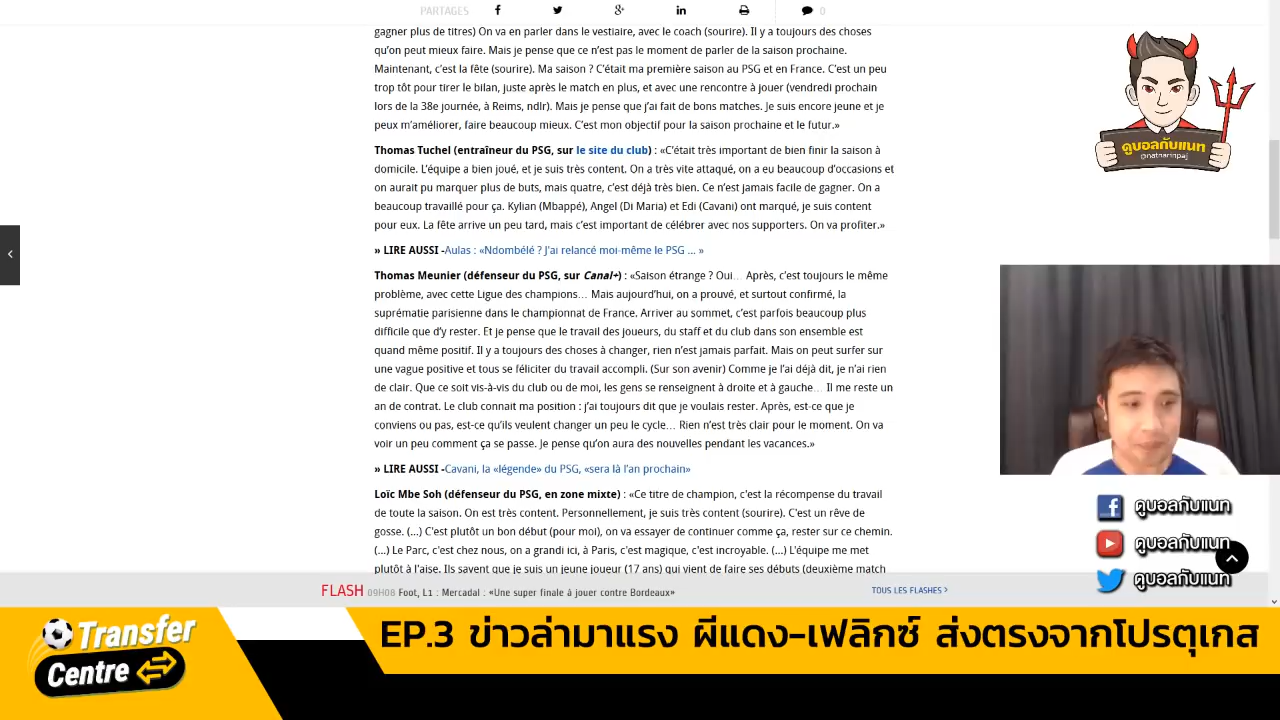 PARTAGES
0
gagner plus de titres) On va en parler dans le vestiaire, avec le coach (sourire). Il y a toujours des choses
qu’on peut mieux faire. Mais je pense que ce n’est pas le moment de parler de la saison prochaine.
Maintenant, c’est la fête (sourire). Ma saison ? C’était ma première saison au PSG et en France. C’est un peu
trop tôt pour tirer le bilan, juste après le match en plus, et avec une rencontre à jouer (vendredi prochain
lors de la 38e journée, à Reims, ndlr). Mais je pense que j’ai fait de bons matches. Je suis encore jeune et je
peux m’améliorer, faire beaucoup mieux. C’est mon objectif pour la saison prochaine et le futur.»
Thomas Tuchel (entraîneur du PSG, sur le site du club) : «C’était très important de bien finir la saison à
domicile. L’équipe a bien joué, et je suis très content. On a très vite attaqué, on a eu beaucoup d’occasions et
on aurait pu marquer plus de buts, mais quatre, c’est déjà très bien. Ce n’est jamais facile de gagner. On a
beaucoup travaillé pour ça. Kylian (Mbappé), Angel (Di Maria) et Edi (Cavani) ont marqué, je suis content
pour eux. La fête arrive un peu tard, mais c’est important de célébrer avec nos supporters. On va profiter.»
» LIRE AUSSI -Aulas : «Ndombélé ? J’ai relancé moi-même le PSG … »
Thomas Meunier (défenseur du PSG, sur Canal+) : «Saison étrange ? Oui… Après, c’est toujours le même
problème, avec cette Ligue des champions… Mais aujourd’hui, on a prouvé, et surtout confirmé, la
suprématie parisienne dans le championnat de France. Arriver au sommet, c’est parfois beaucoup plus
difficile que d’y rester. Et je pense que le travail des joueurs, du staff et du club dans son ensemble est
quand même positif. Il y a toujours des choses à changer, rien n’est jamais parfait. Mais on peut surfer sur
une vague positive et tous se féliciter du travail accompli. (Sur son avenir) Comme je l’ai déjà dit, je n’ai rien
de clair. Que ce soit vis-à-vis du club ou de moi, les gens se renseignent à droite et à gauche… Il me reste un
an de contrat. Le club connait ma position : j’ai toujours dit que je voulais rester. Après, est-ce que je
conviens ou pas, est-ce qu’ils veulent changer un peu le cycle… Rien n’est très clair pour le moment. On va
voir un peu comment ça se passe. Je pense qu’on aura des nouvelles pendant les vacances.»
» LIRE AUSSI -Cavani, la «légende» du PSG, «sera là l’an prochain»
Loïc Mbe Soh (défenseur du PSG, en zone mixte) : «Ce titre de champion, c’est la récompense du travail
de toute la saison. On est très content. Personnellement, je suis très content (sourire). C’est un rêve de
gosse. (…) C’est plutôt un bon début (pour moi), on va essayer de continuer comme ça, rester sur ce chemin.
(…) Le Parc, c’est chez nous, on a grandi ici, à Paris, c’est magique, c’est incroyable. (…) L’équipe me met
plutôt à l’aise. Ils savent que je suis un jeune joueur (17 ans) qui vient de faire ses débuts (deuxième match
FLASH 09H08 Foot, L1 : Mercadal : «Une super finale à jouer contre Bordeaux»
TOUS LES FLASHES
ดูบอลกับแนท
@natharinpaj
ดูบอลกับแนท
ดูบอลกับแนท
ดูบอลกับแนท
Transfer
Centre
EP.3 ข่าวล่ามาแรง ผีแดง-เฟลิกซ์ ส่งตรงจากโปรตุเกส